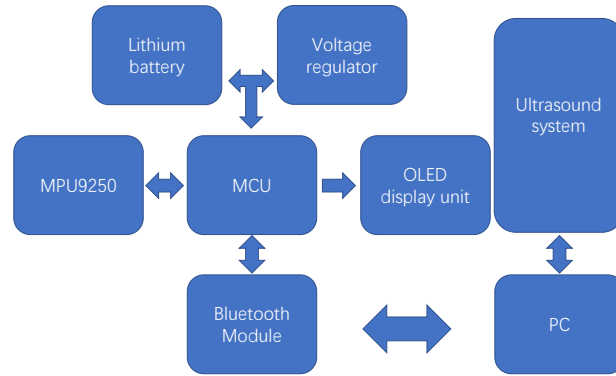 Lithium
battery
Voltage
regulator
Ultrasound
system
MPU9250
MCU
OLED
display unit
Bluetooth
Module
PC